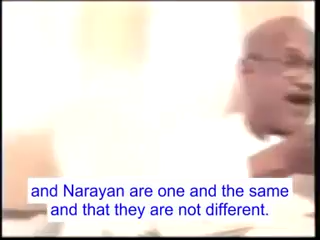 and Narayan are one and the same
and that they are not different.